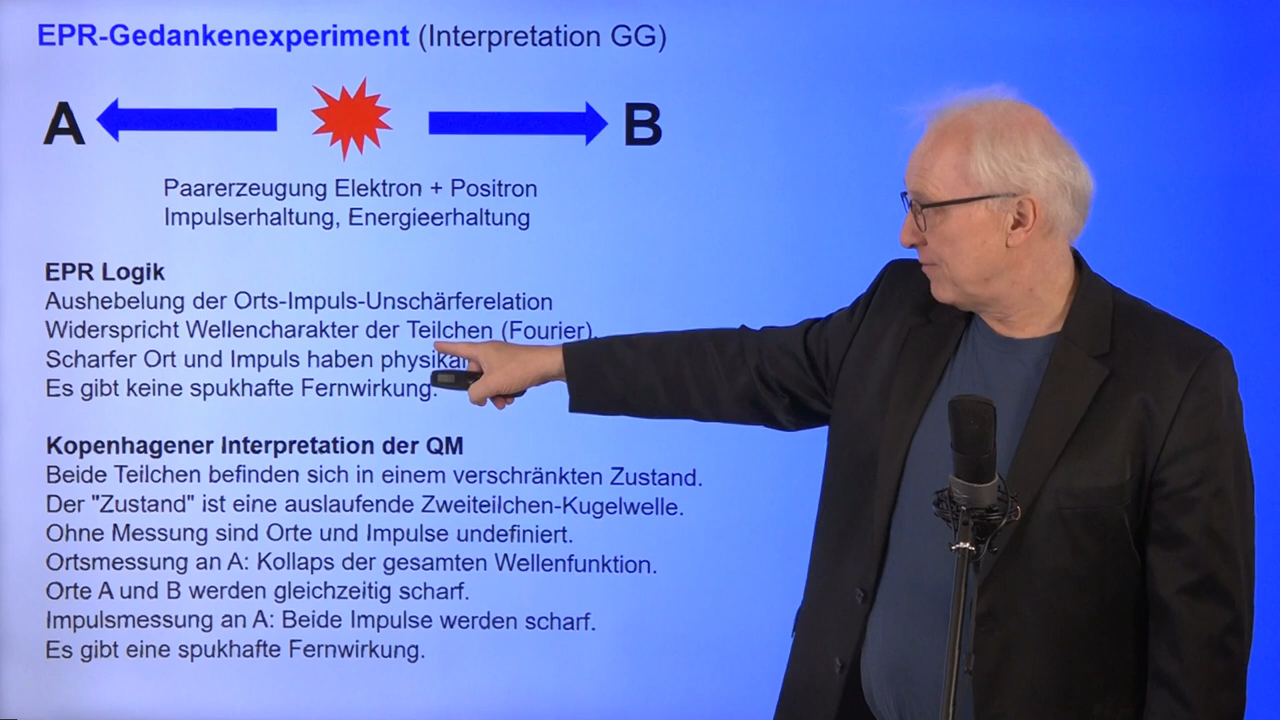 EPR-Gedankenexperiment (Interpretation GG)
A B
Paarerzeugung Elektron + Positron
Impulserhaltung, Energieerhaltung
EPR Logik
Aushebelung der Orts-Impuls-Unschärferelation
Widerspricht Wellencharakter der Teilchen (Fourier).
Scharfer Ort und Impuls haben
Es gibt keine spukhafte Fernwirkung.
Kopenhagener Interpretation der QM
Beide Teilchen befinden sich in einem verschränkten Zustand.
Der "Zustand" ist eine auslaufende Zweiteilchen-Kugelwelle.
Ohne Messung sind Orte und Impulse undefiniert.
Ortsmessung an A: Kollaps der gesamten Wellenfunktion.
Orte A und B werden gleichzeitig scharf.
Impulsmessung an A: Beide Impulse werden scharf.
Es gibt eine spukhafte Fernwirkung.